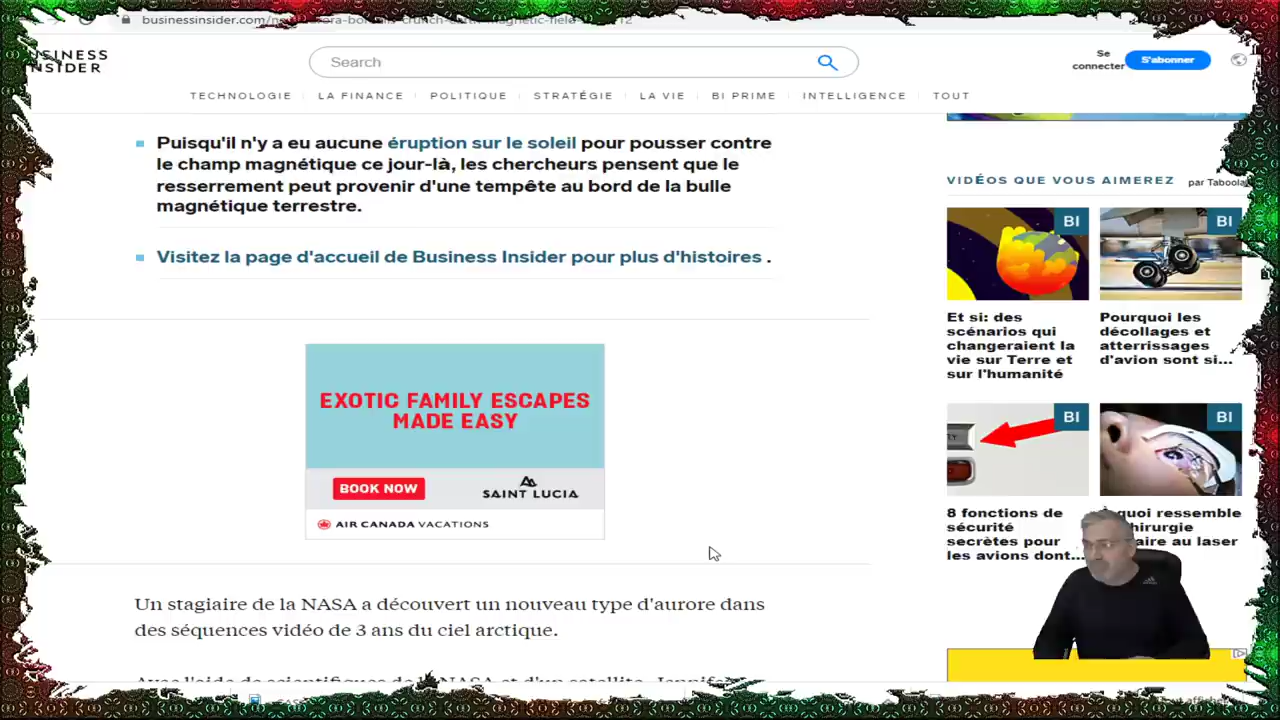 BUSINESS
INSIDER
Search
Se
connecter
S'abonner
TECHNOLOGIE LA FINANCE POLITIQUE STRATÉGIE LA VIE BI PRIME INTELLIGENCE TOUT
Puisqu'il n'y a eu aucune éruption sur le soleil pour pousser contre
le champ magnétique ce jour-là, les chercheurs pensent que le
resserrement peut provenir d'une tempête au bord de la bulle
magnétique terrestre.
Visitez la page d'accueil de Business Insider pour plus d'histoires .
EXOTIC FAMILY ESCAPES
MADE EASY
BOOK NOW
SAINT LUCIA
AIR CANADA VACATIONS
Un stagiaire de la NASA a découvert un nouveau type d'aurore dans
des séquences vidéo de 3 ans du ciel arctique.
VIDÉOS QUE VOUS AIMEREZ
par Taboola
BI
BI
Et si: des
scénarios qui
changeraient la
vie sur Terre et
sur l'humanité
Pourquoi les
décollages et
atterrissages
d'avion sont si...
BI
BI
8 fonctions de
sécurité
secrètes pour
les avions dont...
quoi ressemble
au laser